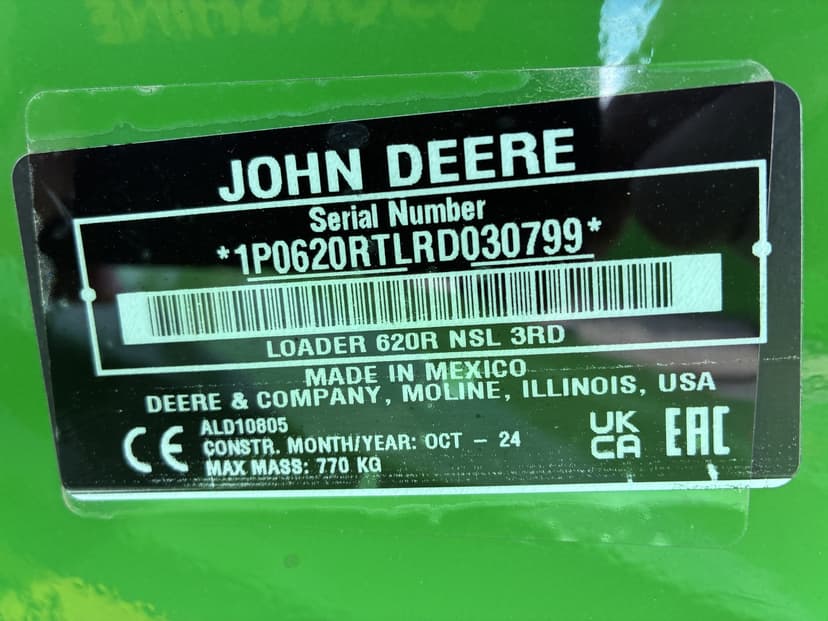 JOHN DEERE
Serial Number
*1P0620RTLRD030799*
LOADER 620R NSL 3RD
MADE IN MEXICO
DEERE & COMPANY, MOLINE, ILLINOIS, USA
CE
ALD10805
CONSTR. MONTH/YEAR: OCT - 24
MAX MASS: 770 KG
UK
CA
EAC